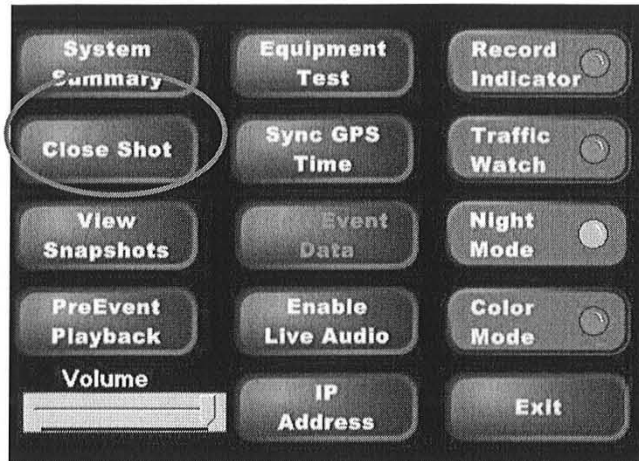 System
Summary
Equipment
Test
Record
Indicator
Close Shot
Sync GPS
Time
Traffic
Watch
View
Snapshots
Event
Data
Night
Mode
PreEvent
Playback
Enable
Live Audio
Color
Mode
Volume
IP
Address
Exit